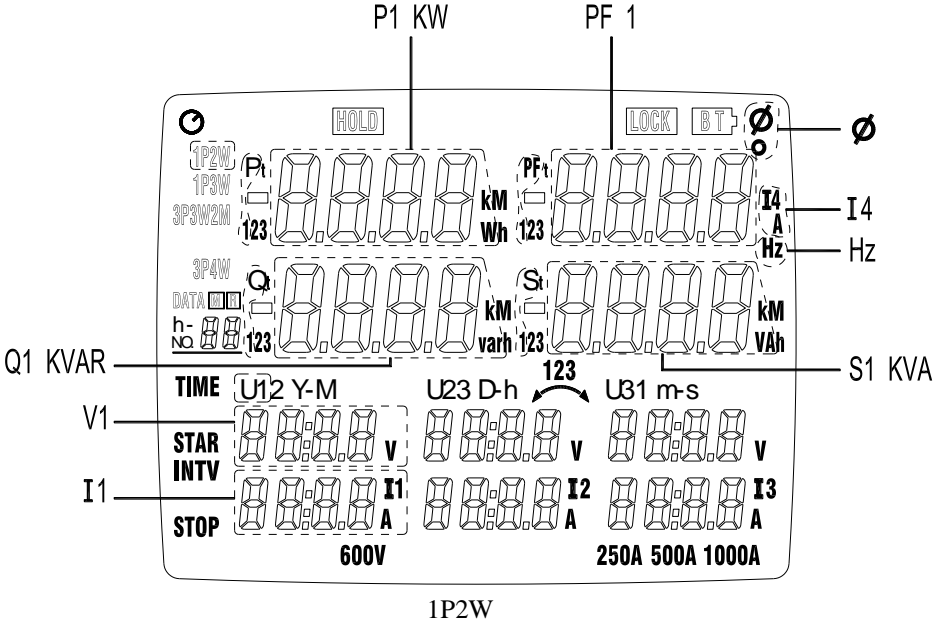 P1 KW PF 1
HOLD LOCK BT
Ø
1P2W Pt PFt
1P3W kM I4 I4
3P3W2M A
123 Wh 123 Hz Hz
3P4W Qt St
DATA M R kM kM
h-
NO. 123 varh 123 VAh
Q1 KVAR S1 KVA
123
TIME U12 Y-M U23 D-h U31 m-s
V1
STAR V V V
INTV
I1 I1 I2 I3
STOP A A A
600V 250A 500A 1000A
1P2W